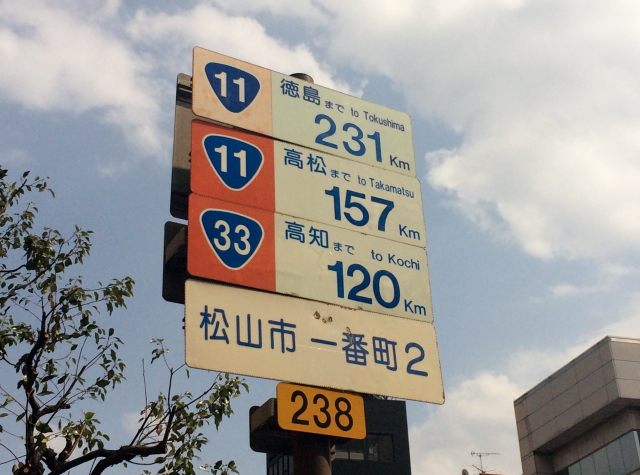 11 徳島まで to Tokushima
231 Km
11 高松まで to Takamatsu
157 Km
33 高知まで to Kochi
120 Km
松山市 一番町2
238